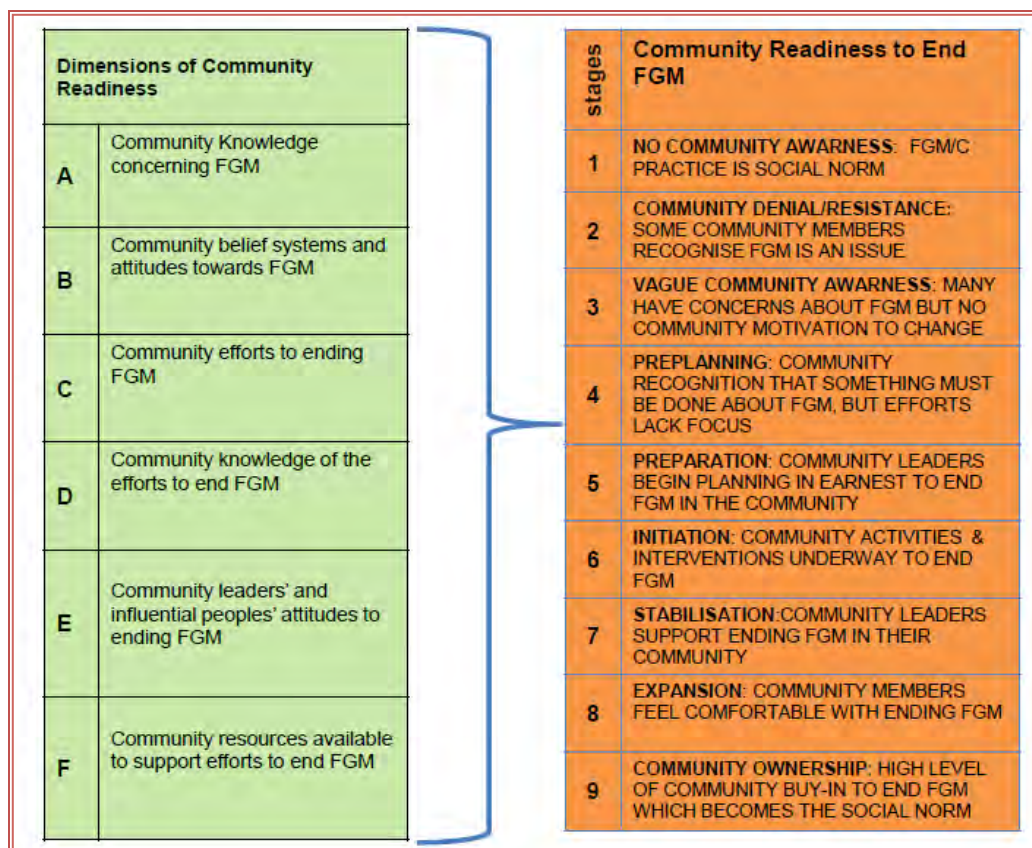 Dimensions of Community
Readiness
A
Community Knowledge
concerning FGM
B
Community belief systems and
attitudes towards FGM
C
Community efforts to ending
FGM
D
Community knowledge of the
efforts to end FGM
E
Community leaders' and
influential peoples' attitudes to
ending FGM
F
Community resources available
to support efforts to end FGM
stages
Community Readiness to End
FGM
1
NO COMMUNITY AWARNESS: FGM/C
PRACTICE IS SOCIAL NORM
2
COMMUNITY DENIAL/RESISTANCE:
SOME COMMUNITY MEMBERS
RECOGNISE FGM IS AN ISSUE
3
VAGUE COMMUNITY AWARNESS: MANY
HAVE CONCERNS ABOUT FGM BUT NO
COMMUNITY MOTIVATION TO CHANGE
4
PREPLANNING: COMMUNITY
RECOGNITION THAT SOMETHING MUST
BE DONE ABOUT FGM, BUT EFFORTS
LACK FOCUS
5
PREPARATION: COMMUNITY LEADERS
BEGIN PLANNING IN EARNEST TO END
FGM IN THE COMMUNITY
6
INITIATION: COMMUNITY ACTIVITIES &
INTERVENTIONS UNDERWAY TO END
FGM
7
STABILISATION:COMMUNITY LEADERS
SUPPORT ENDING FGM IN THEIR
COMMUNITY
8
EXPANSION: COMMUNITY MEMBERS
FEEL COMFORTABLE WITH ENDING FGM
9
COMMUNITY OWNERSHIP: HIGH LEVEL
OF COMMUNITY BUY-IN TO END FGM
WHICH BECOMES THE SOCIAL NORM